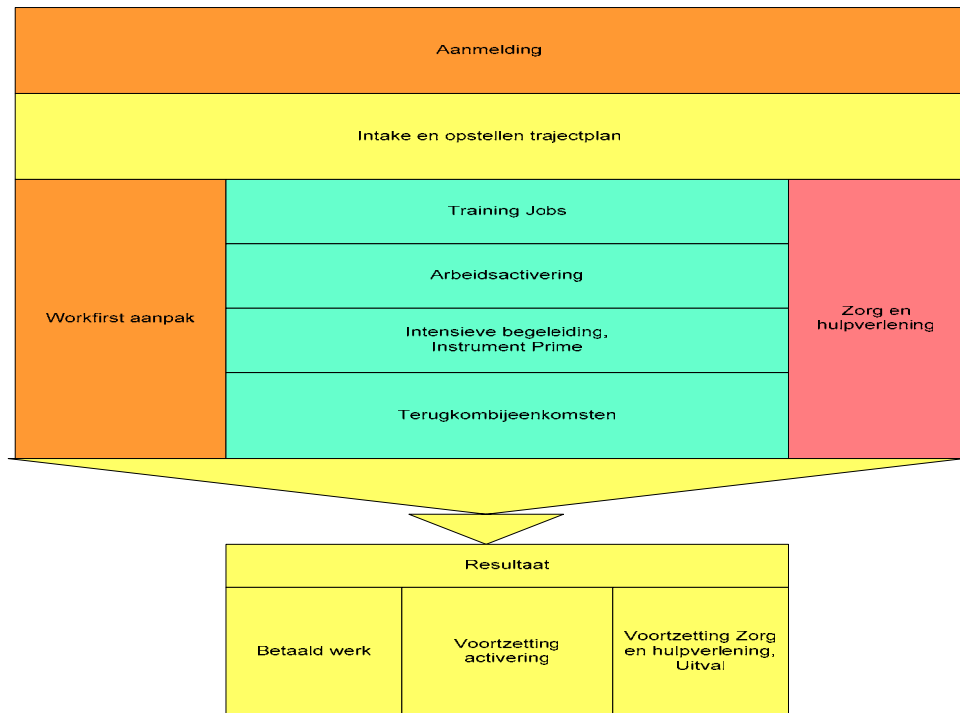 Aanmelding
Intake en opstellen trajectplan
Workfirst aanpak
Training Jobs
Arbeidsactivering
Intensieve begeleiding,
Instrument Prime
Terugkombijeenkomsten
Zorg en
hulpverlening
Resultaat
Betaald werk
Voortzetting
activering
Voortzetting Zorg
en hulpverlening,
Uitval